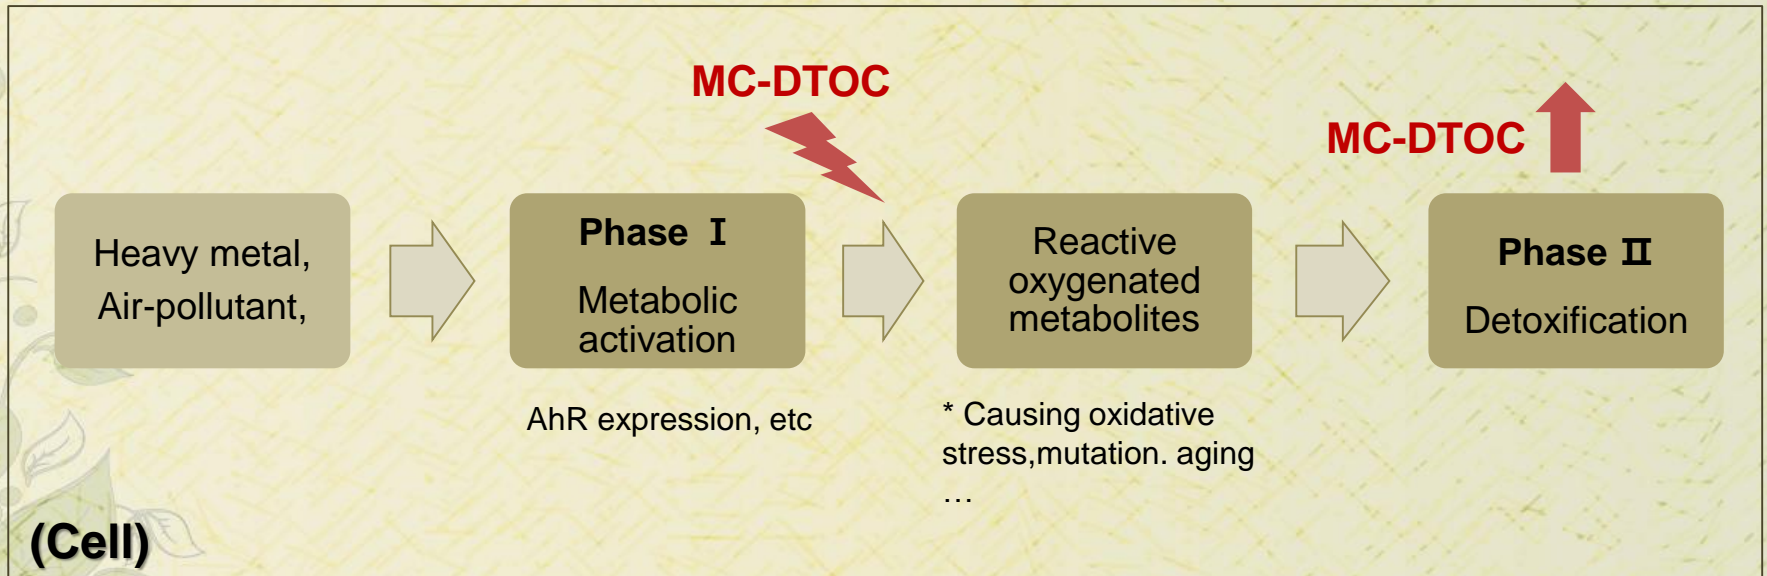 MC-DTOC
MC-DTOC
Heavy metal,
Air-pollutant,
Phase Ⅰ
Metabolic
activation
Reactive
oxygenated
metabolites
Phase Ⅱ
Detoxification
AhR expression, etc
* Causing oxidative
stress,mutation. aging
…
(Cell)